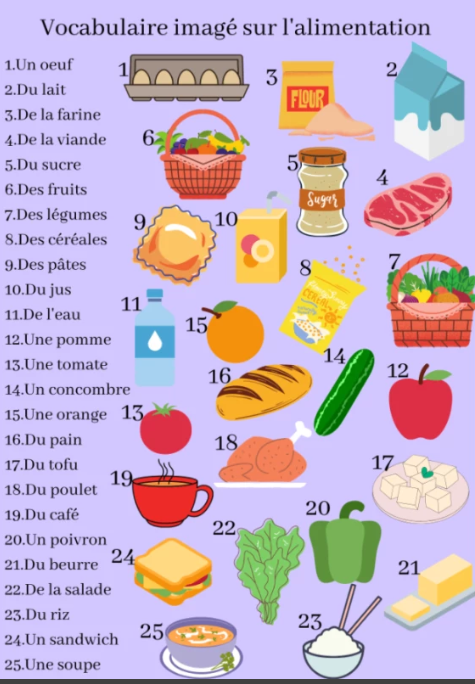 Vocabulaire imagé sur l'alimentation
1.Un oeuf
2.Du lait
3.De la farine
4.De la viande
5.Du sucre
6.Des fruits
7.Des légumes
8.Des céréales
9.Des pâtes
10.Du jus
11.De l'eau
12.Une pomme
13.Une tomate
14.Un concombre
15.Une orange
16.Du pain
17.Du tofu
18.Du poulet
19.Du café
20.Un poivron
21.Du beurre
22.De la salade
23.Du riz
24.Un sandwich
25.Une soupe
1
3
FLOUR
2
6
5
Sugar
4
9
10
8
7
11
15
14
16
12
13
18
17
19
20
22
24
21
25
23